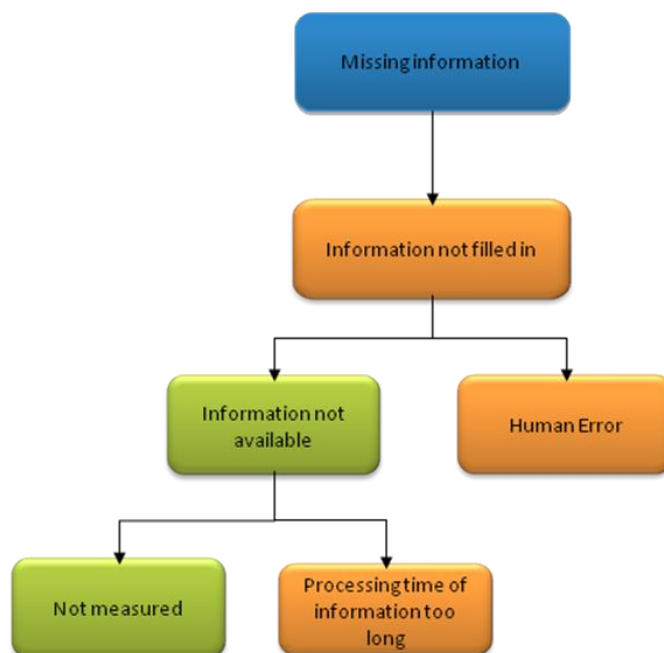 Missing information
Information not filled in
Information not
available
Human Error
Not measured
Processing time of
information too
long